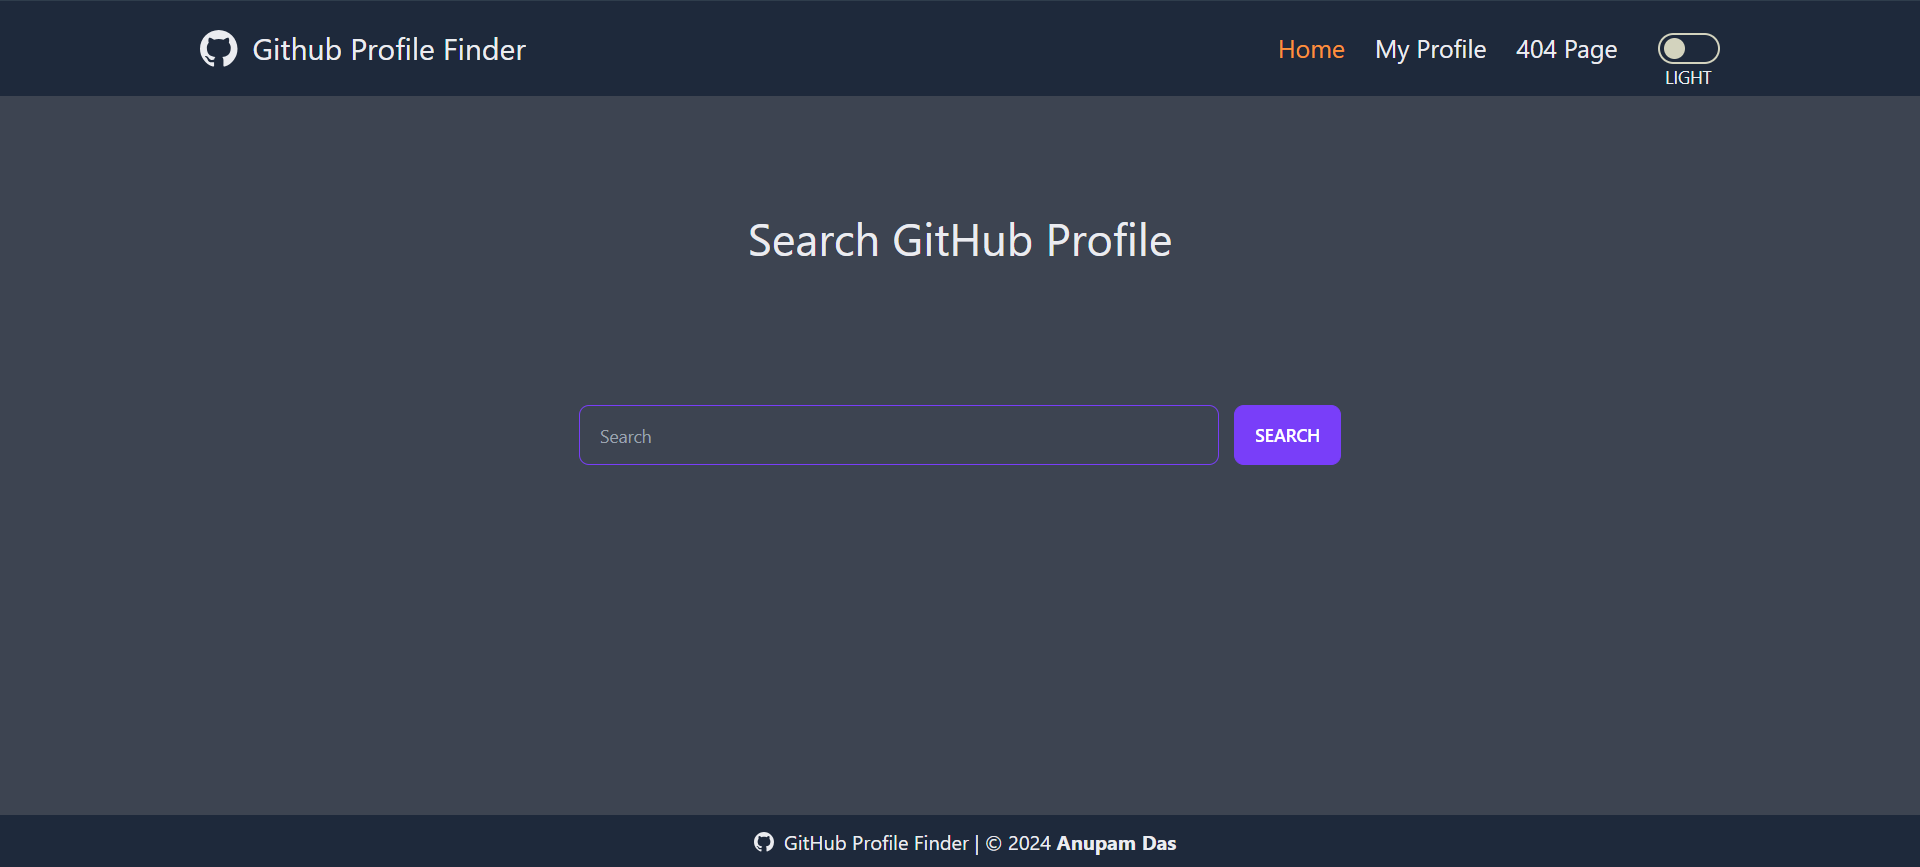 Github Profile Finder
Home My Profile 404 Page
LIGHT
Search GitHub Profile
Search SEARCH
GitHub Profile Finder | © 2024 Anupam Das